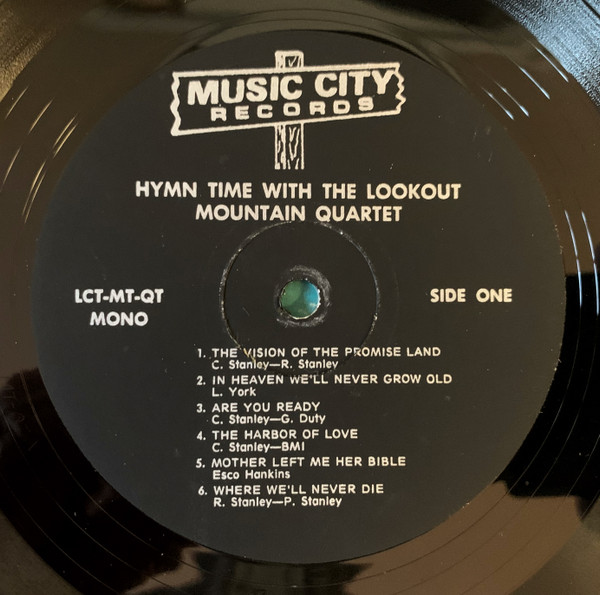 MUSIC CITY
RECORDS
HYMN TIME WITH THE LOOKOUT
MOUNTAIN QUARTET
LCT-MT-QT
MONO
SIDE ONE
1. THE VISION OF THE PROMISE LAND
C. Stanley—R. Stanley
2. IN HEAVEN WE'LL NEVER GROW OLD
L. York
3. ARE YOU READY
C. Stanley—G. Duty
4. THE HARBOR OF LOVE
C. Stanley—BMI
5. MOTHER LEFT ME HER BIBLE
Esco Hankins
6. WHERE WE'LL NEVER DIE
R. Stanley—P. Stanley